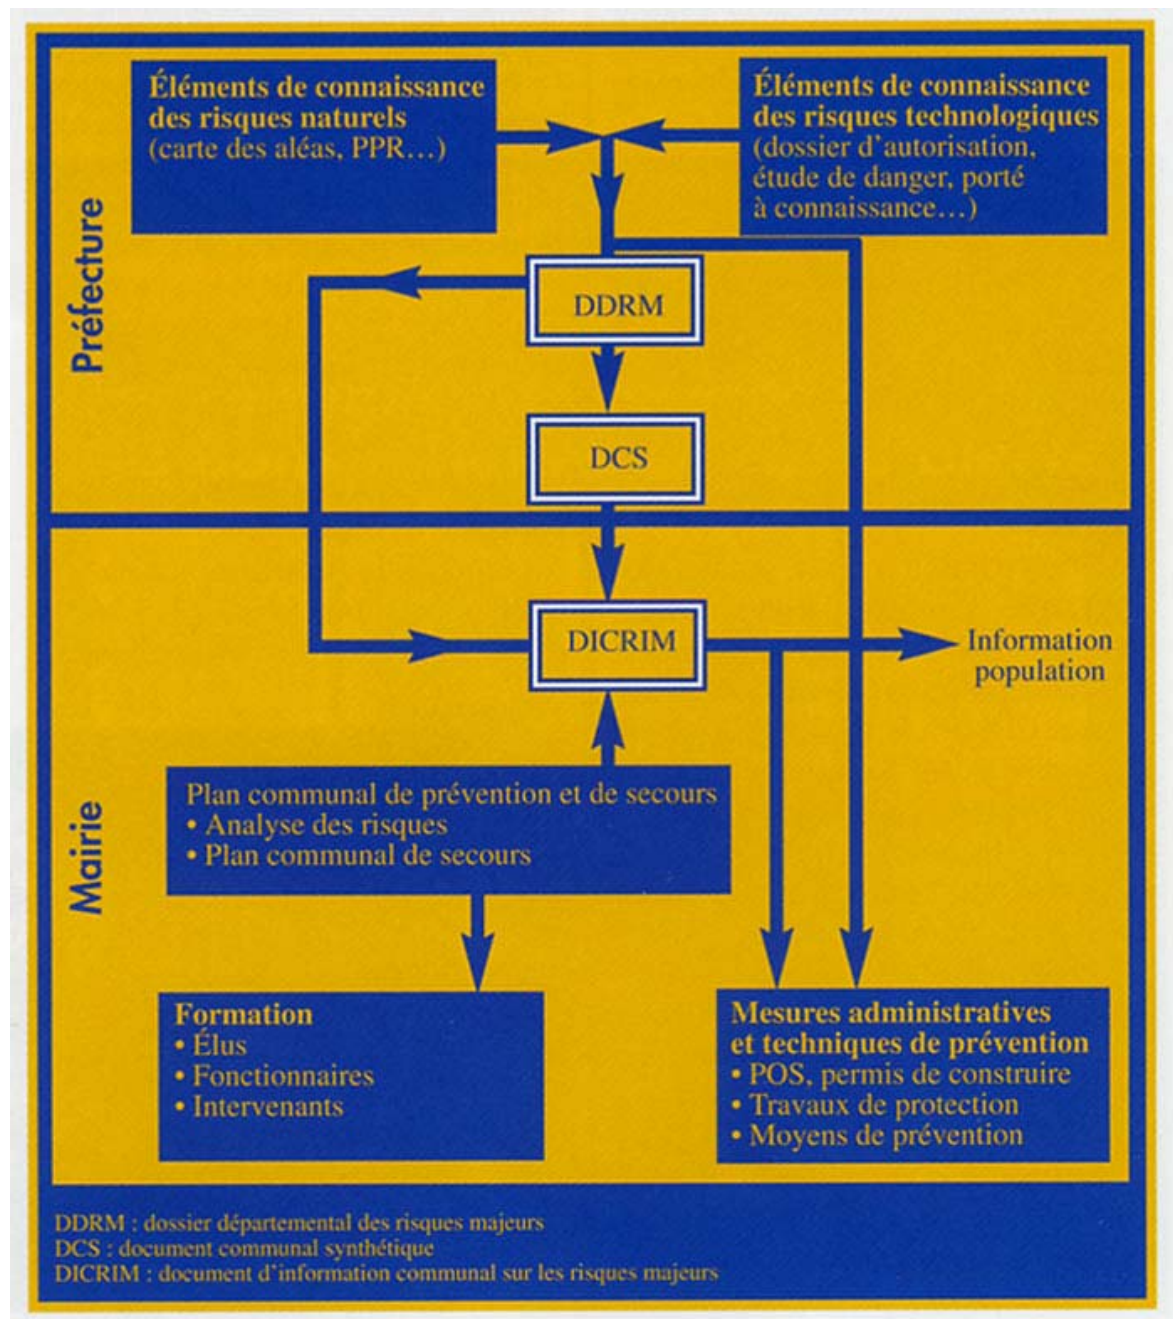 Préfecture
Éléments de connaissance
des risques naturels
(carte des aléas, PPR…)
Éléments de connaissance
des risques technologiques
(dossier d'autorisation,
étude de danger, porté
à connaissance…)
DDRM
DCS
Mairie
DICRIM
Information
population
Plan communal de prévention et de secours
• Analyse des risques
• Plan communal de secours
Formation
• Élus
• Fonctionnaires
• Intervenants
Mesures administratives
et techniques de prévention
• POS, permis de construire
• Travaux de protection
• Moyens de prévention
DDRM : dossier départemental des risques majeurs
DCS : document communal synthétique
DICRIM : document d'information communal sur les risques majeurs